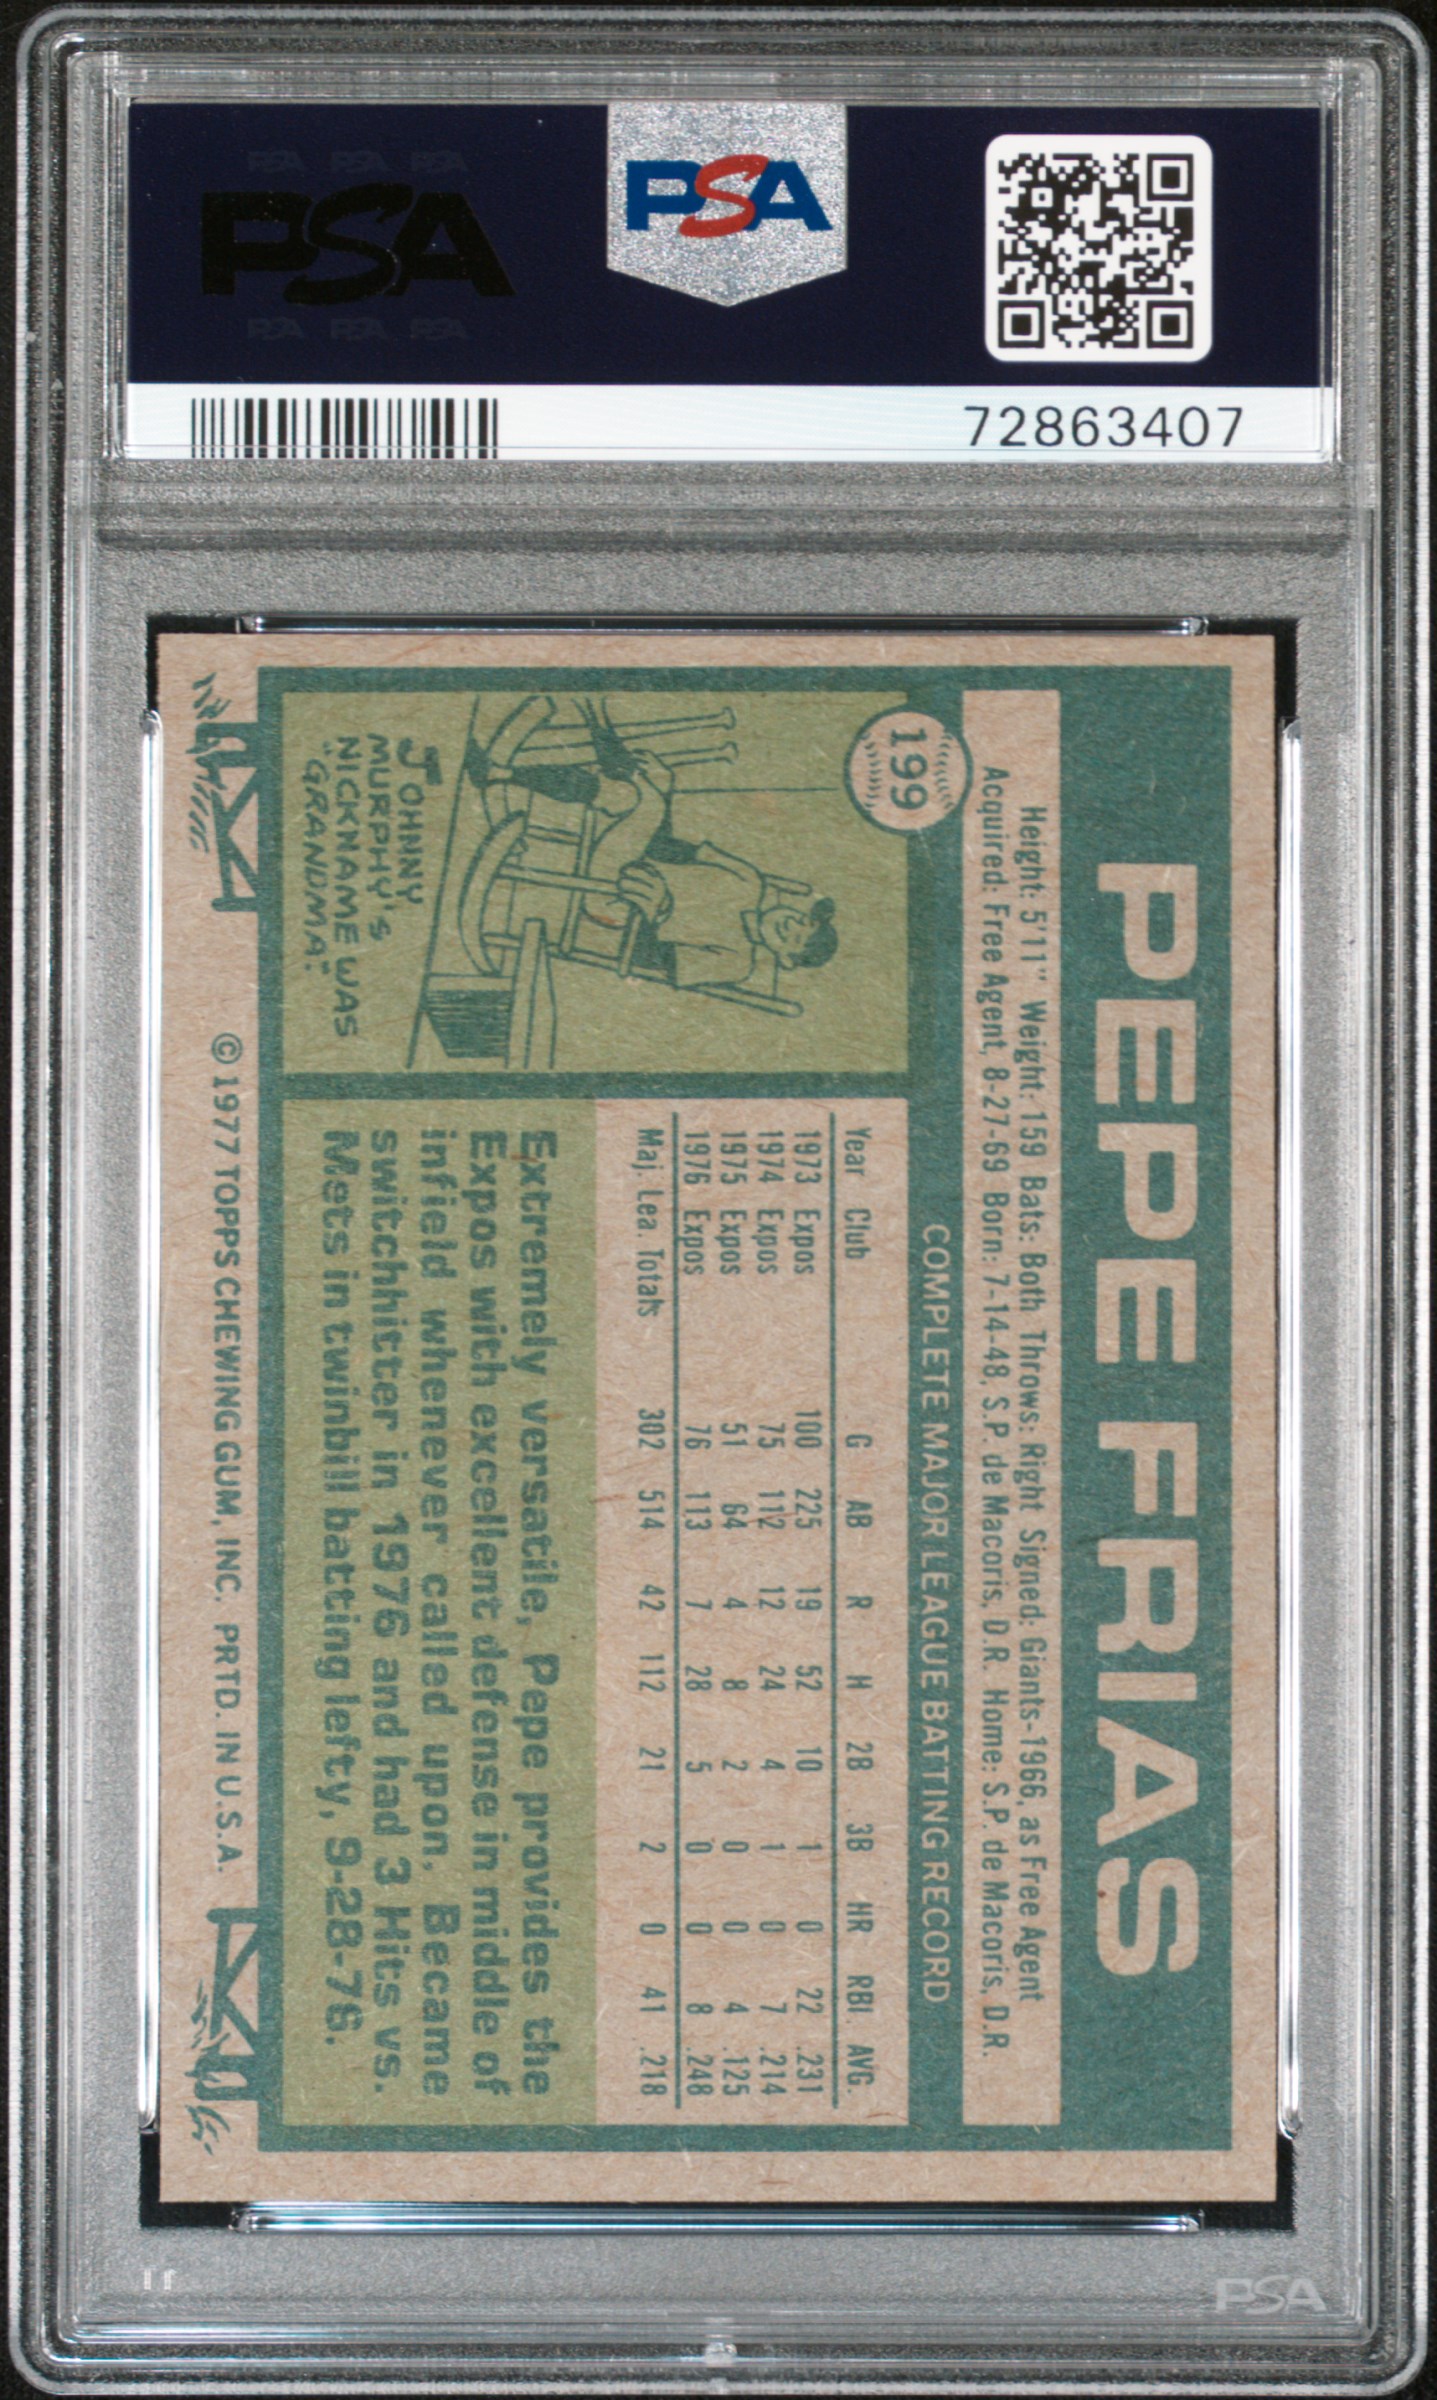 PSA PSA PSA
PSA
PSA PSA PSA
PSA
72863407
PEPE FRIAS
Height: 5'11" Weight: 159 Bats: Both Throws: Right Signed: Giants-1966, as Free Agent
Acquired: Free Agent, 8-27-69 Born: 7-14-48, S.P. de Macoris, D.R. Home: S.P. de Macoris, D.R.
199
COMPLETE MAJOR LEAGUE BATTING RECORD
Year Club G AB R H 2B 3B HR RBI. AVG.
1973 Expos 100 225 19 52 10 1 0 22 .231
1974 Expos 75 112 12 24 4 1 0 7 .214
1975 Expos 51 64 4 8 2 0 0 4 .125
1976 Expos 76 113 7 28 5 0 0 8 .248
Maj. Lea. Totals 302 514 42 112 21 2 0 41 .218
JOHNNY
MURPHY'S
NICKNAME WAS
"GRANDMA."
Extremely versatile, Pepe provides the
Expos with excellent defense in middle of
infield whenever called upon. Became
switchhitter in 1976 and had 3 Hits vs.
Mets in twinbill batting lefty, 9-28-76.
© 1977 TOPPS CHEWING GUM, INC. PRTD. IN U.S.A.
PSA